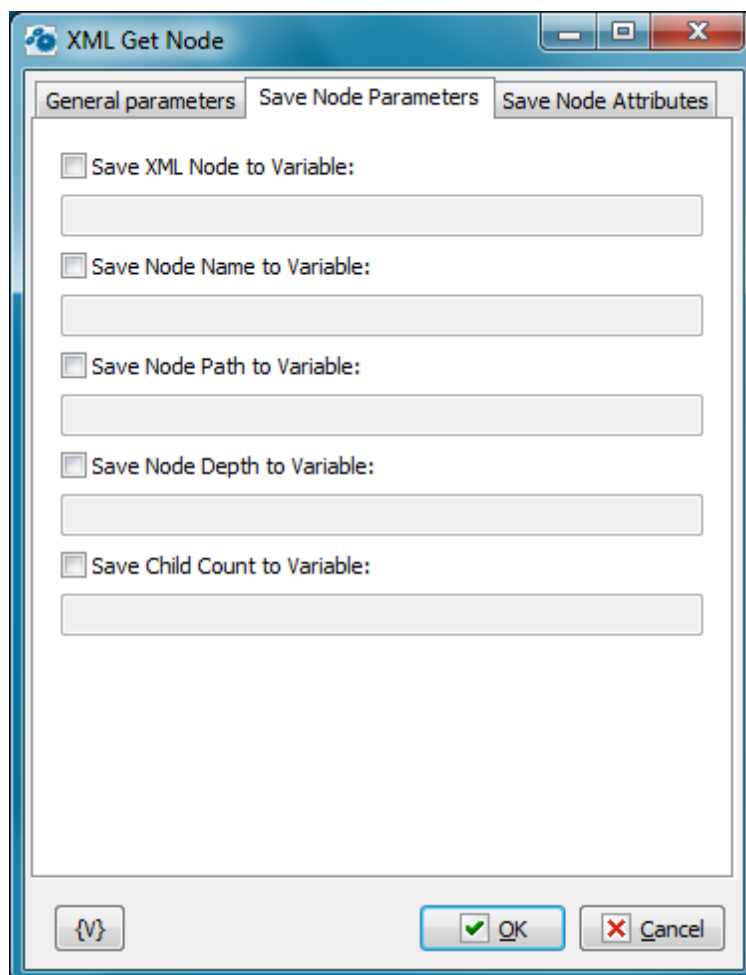 XML Get Node
General parameters Save Node Parameters Save Node Attributes
Save XML Node to Variable:
Save Node Name to Variable:
Save Node Path to Variable:
Save Node Depth to Variable:
Save Child Count to Variable:
{V} OK Cancel